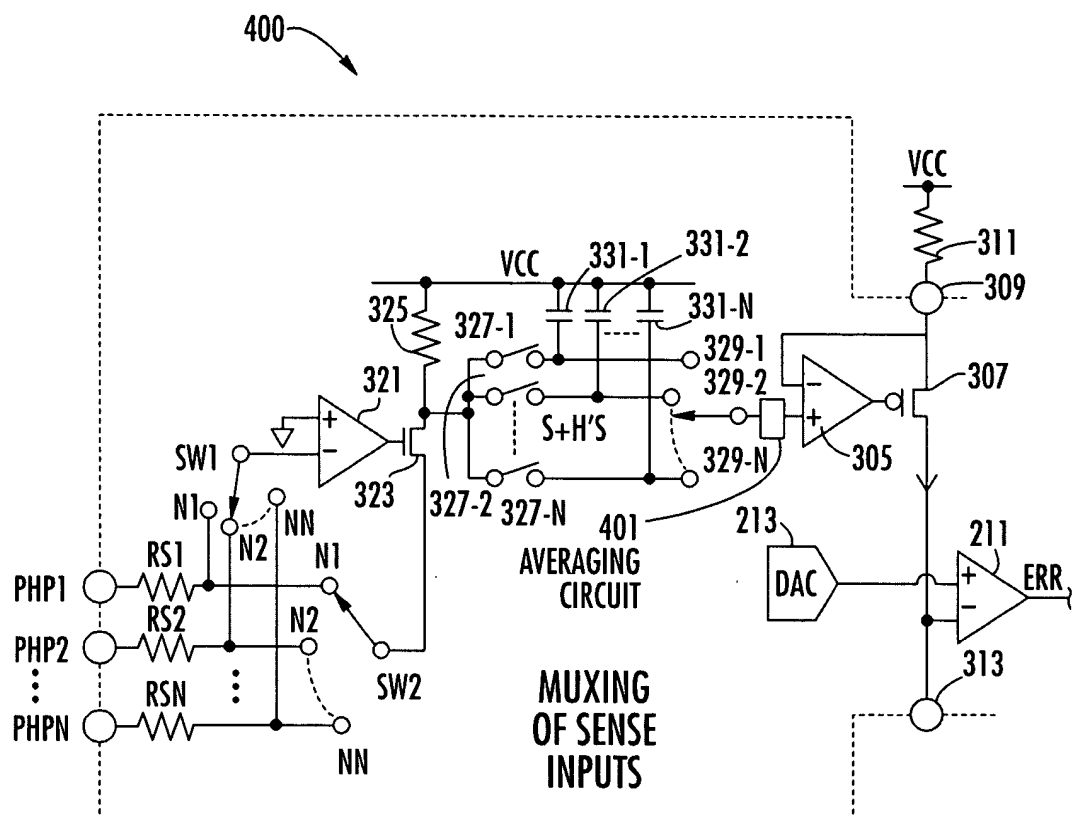 400
VCC
311
309
VCC
331-1
331-2
331-N
325
327-1
329-1
329-2
307
321
+
−
S+H'S
−
+
305
329-N
SW1
323
327-2
327-N
401
AVERAGING
CIRCUIT
213
DAC
211
+
−
ERR
N1
N2
NN
RS1
N1
PHP1
RS2
N2
PHP2
SW2
RSN
PHPN
NN
MUXING
OF SENSE
INPUTS
313